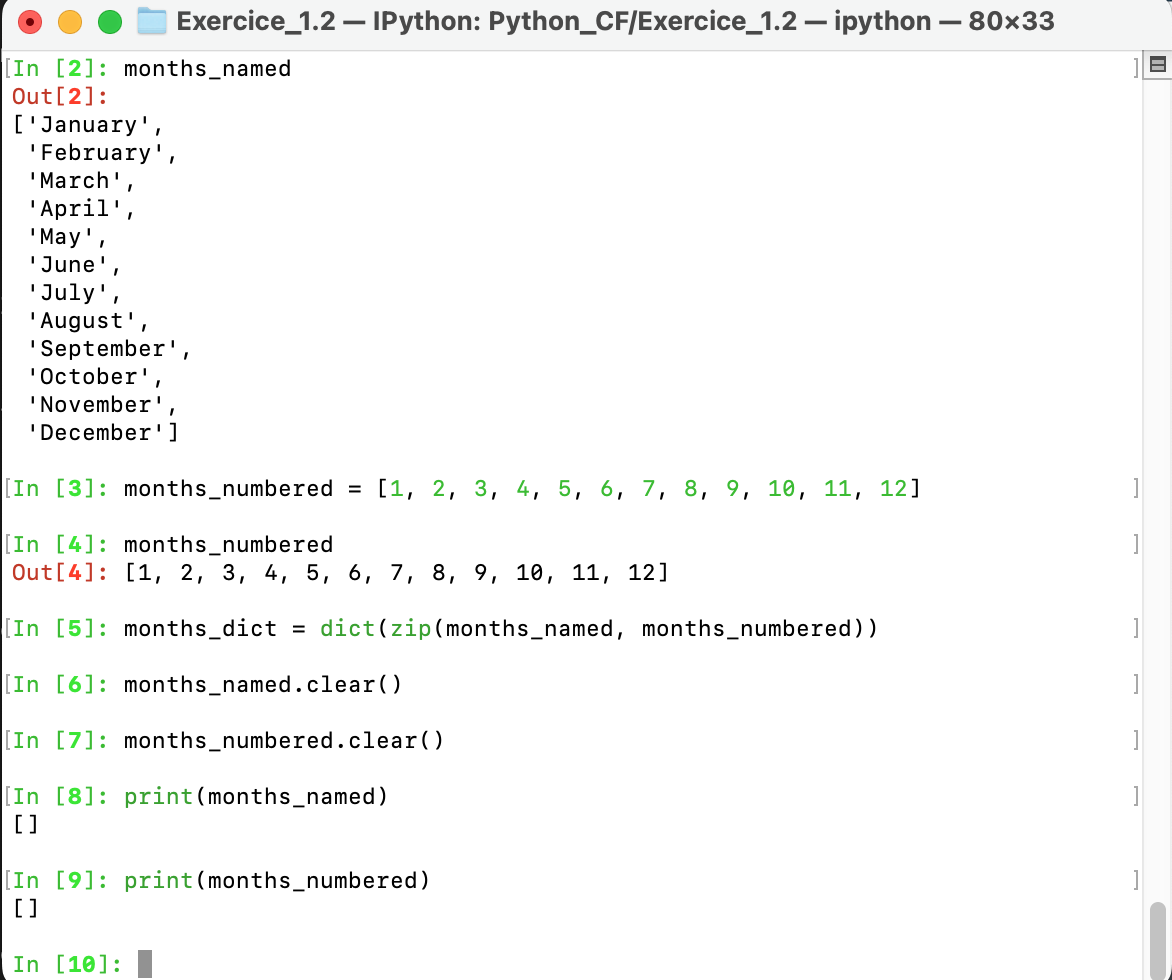 Exercice_1.2 — IPython: Python_CF/Exercice_1.2 — ipython — 80×33
[In [2]: months_named ]
Out[2]:
['January',
 'February',
 'March',
 'April',
 'May',
 'June',
 'July',
 'August',
 'September',
 'October',
 'November',
 'December']
[In [3]: months_numbered = [1, 2, 3, 4, 5, 6, 7, 8, 9, 10, 11, 12] ]
[In [4]: months_numbered ]
Out[4]: [1, 2, 3, 4, 5, 6, 7, 8, 9, 10, 11, 12]
[In [5]: months_dict = dict(zip(months_named, months_numbered)) ]
[In [6]: months_named.clear() ]
[In [7]: months_numbered.clear() ]
[In [8]: print(months_named) ]
[]
[In [9]: print(months_numbered) ]
[]
In [10]: